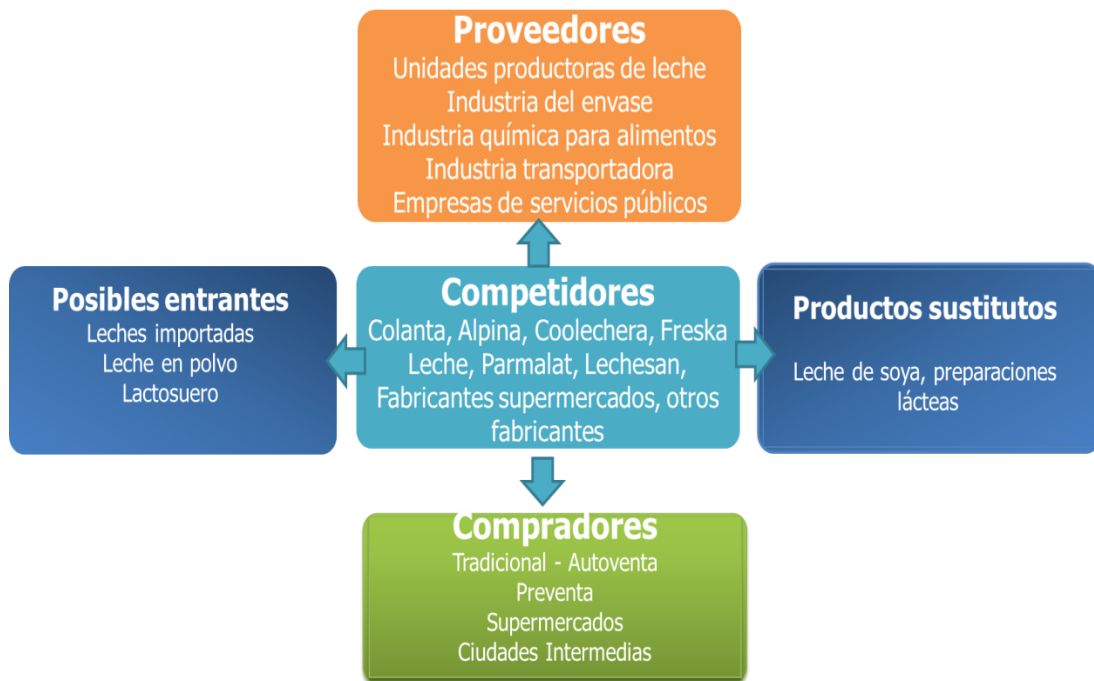 Proveedores
Unidades productoras de leche
Industria del envase
Industria química para alimentos
Industria transportadora
Empresas de servicios públicos
Posibles entrantes
Leches importadas
Leche en polvo
Lactosuero
Competidores
Colanta, Alpina, Coolechera, Freska
Leche, Parmalat, Lechesan,
Fabricantes supermercados, otros
fabricantes
Productos sustitutos
Leche de soya, preparaciones
lácteas
Compradores
Tradicional - Autoventa
Preventa
Supermercados
Ciudades Intermedias